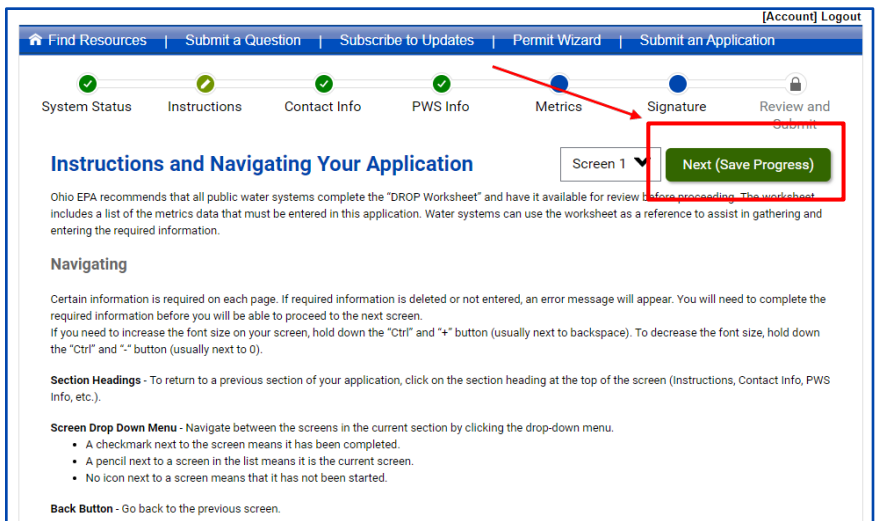 [Account] Logout
Find Resources | Submit a Question | Subscribe to Updates | Permit Wizard | Submit an Application
System Status Instructions Contact Info PWS Info Metrics Signature Review and
Submit
Instructions and Navigating Your Application Screen 1 Next (Save Progress)
Ohio EPA recommends that all public water systems complete the “DROP Worksheet” and have it available for review before proceeding. The worksheet
includes a list of the metrics data that must be entered in this application. Water systems can use the worksheet as a reference to assist in gathering and
entering the required information.
Navigating
Certain information is required on each page. If required information is deleted or not entered, an error message will appear. You will need to complete the
required information before you will be able to proceed to the next screen.
If you need to increase the font size on your screen, hold down the “Ctrl” and “+” button (usually next to backspace). To decrease the font size, hold down
the “Ctrl” and “-” button (usually next to 0).
Section Headings - To return to a previous section of your application, click on the section heading at the top of the screen (Instructions, Contact Info, PWS
Info, etc.).
Screen Drop Down Menu - Navigate between the screens in the current section by clicking the drop-down menu.
• A checkmark next to the screen means it has been completed.
• A pencil next to a screen in the list means it is the current screen.
• No icon next to a screen means that it has not been started.
Back Button - Go back to the previous screen.